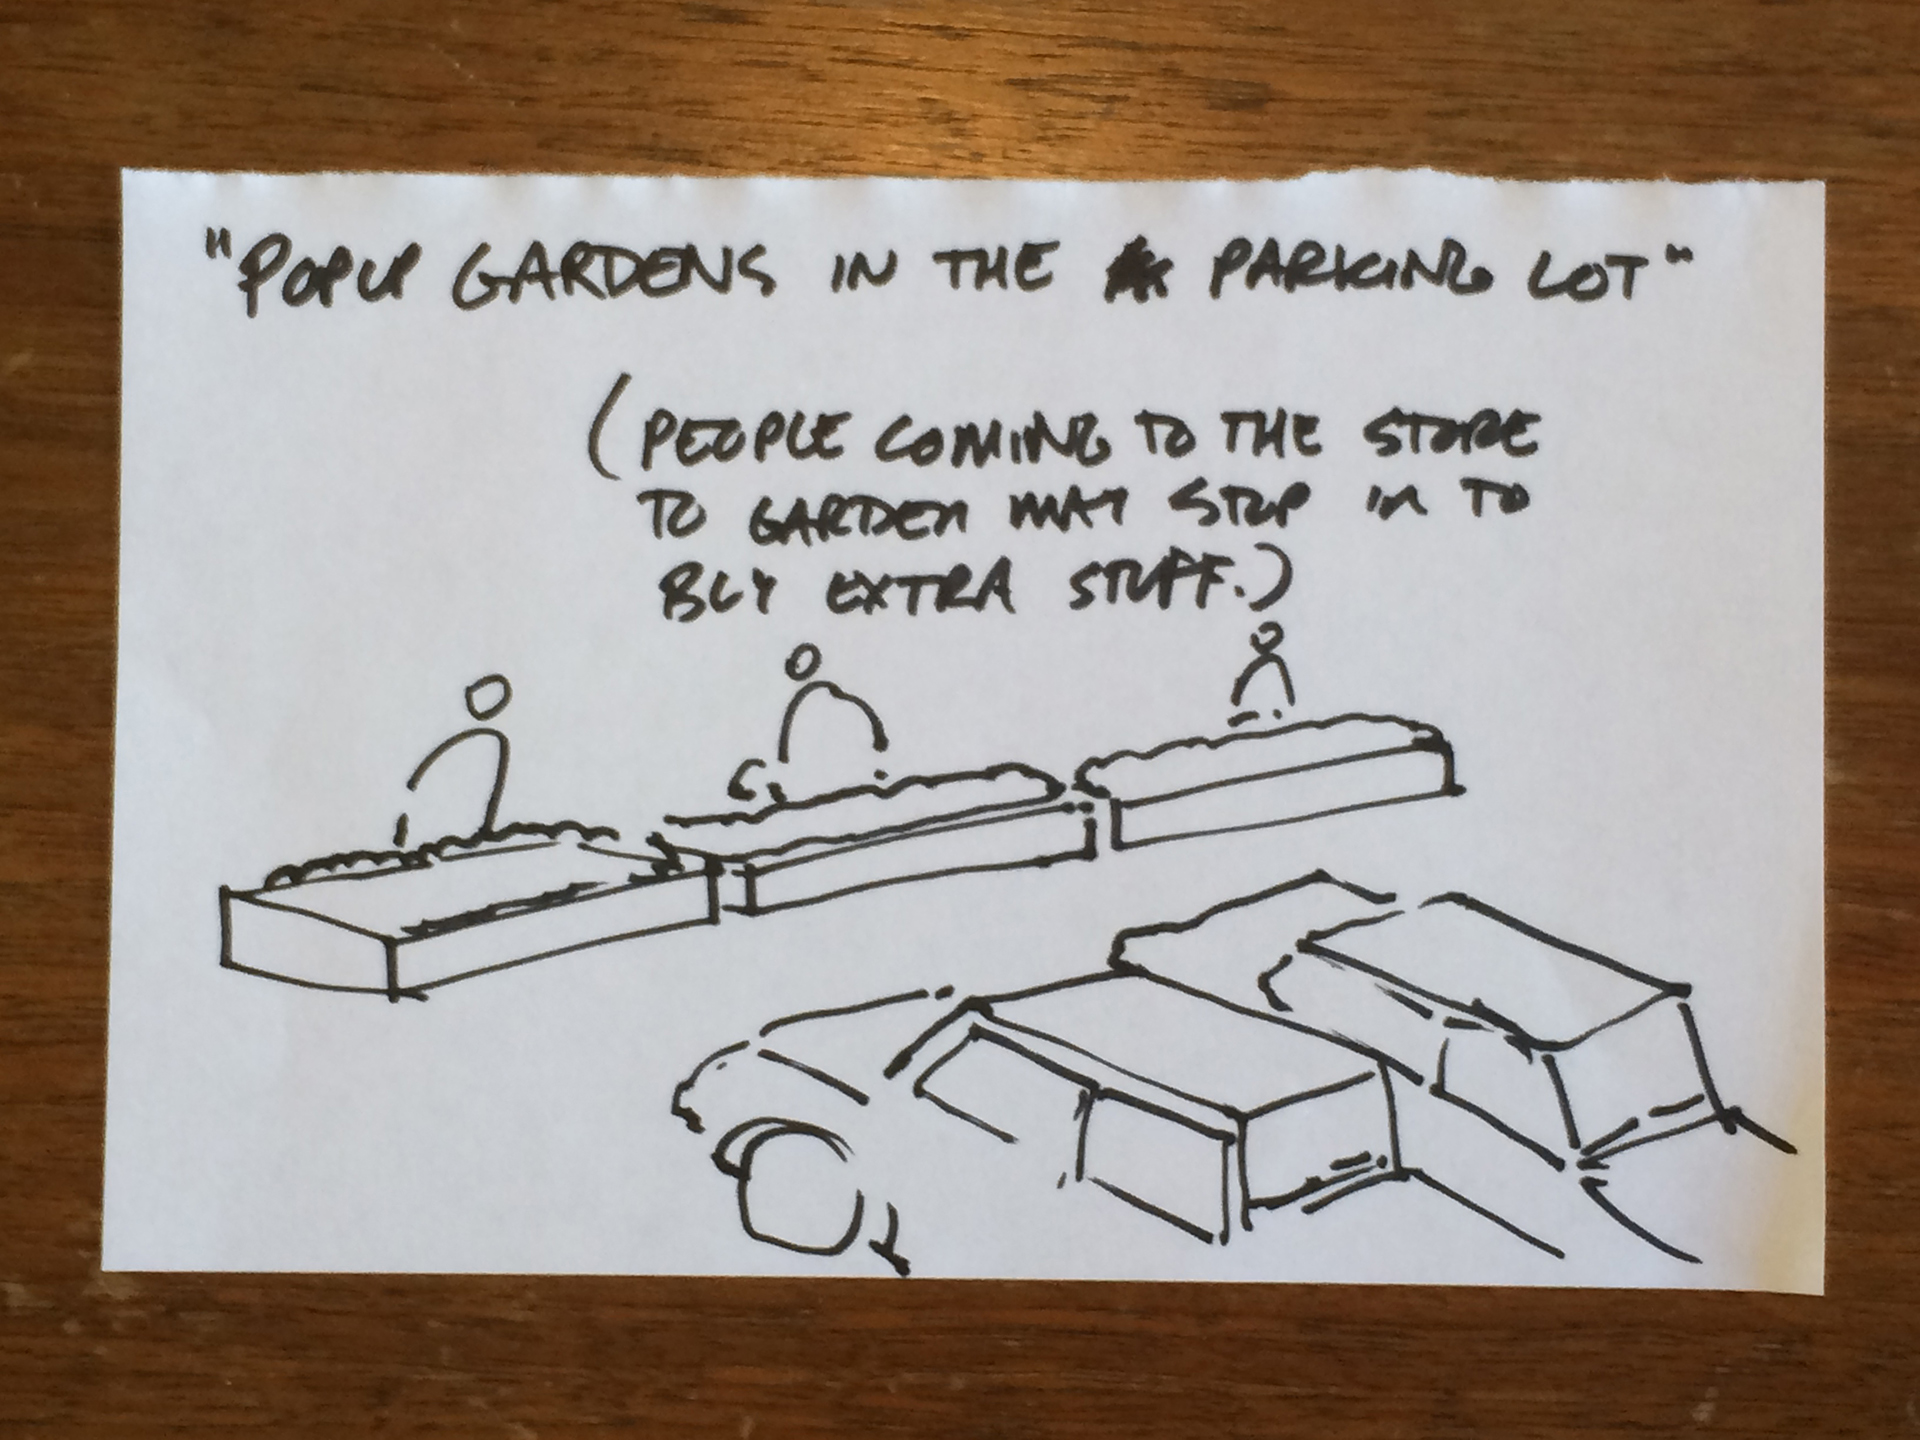 "POPUP GARDENS IN THE PARKING LOT"
(PEOPLE COMING TO THE STORE
TO GARDEN MAY STOP IN TO
BUY EXTRA STUFF.)